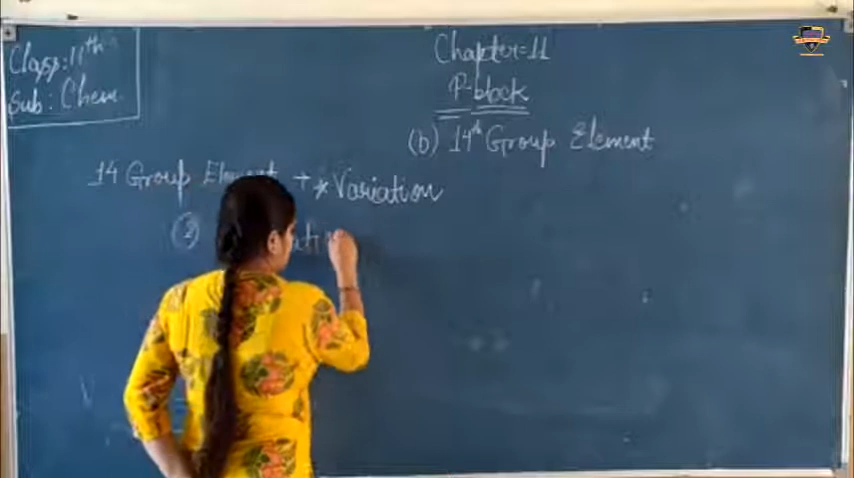 Class: 11th
Sub: Chem.
Chapter=11
P-block
(b) 14th Group Element
14 Group Element + * Variation
(2)